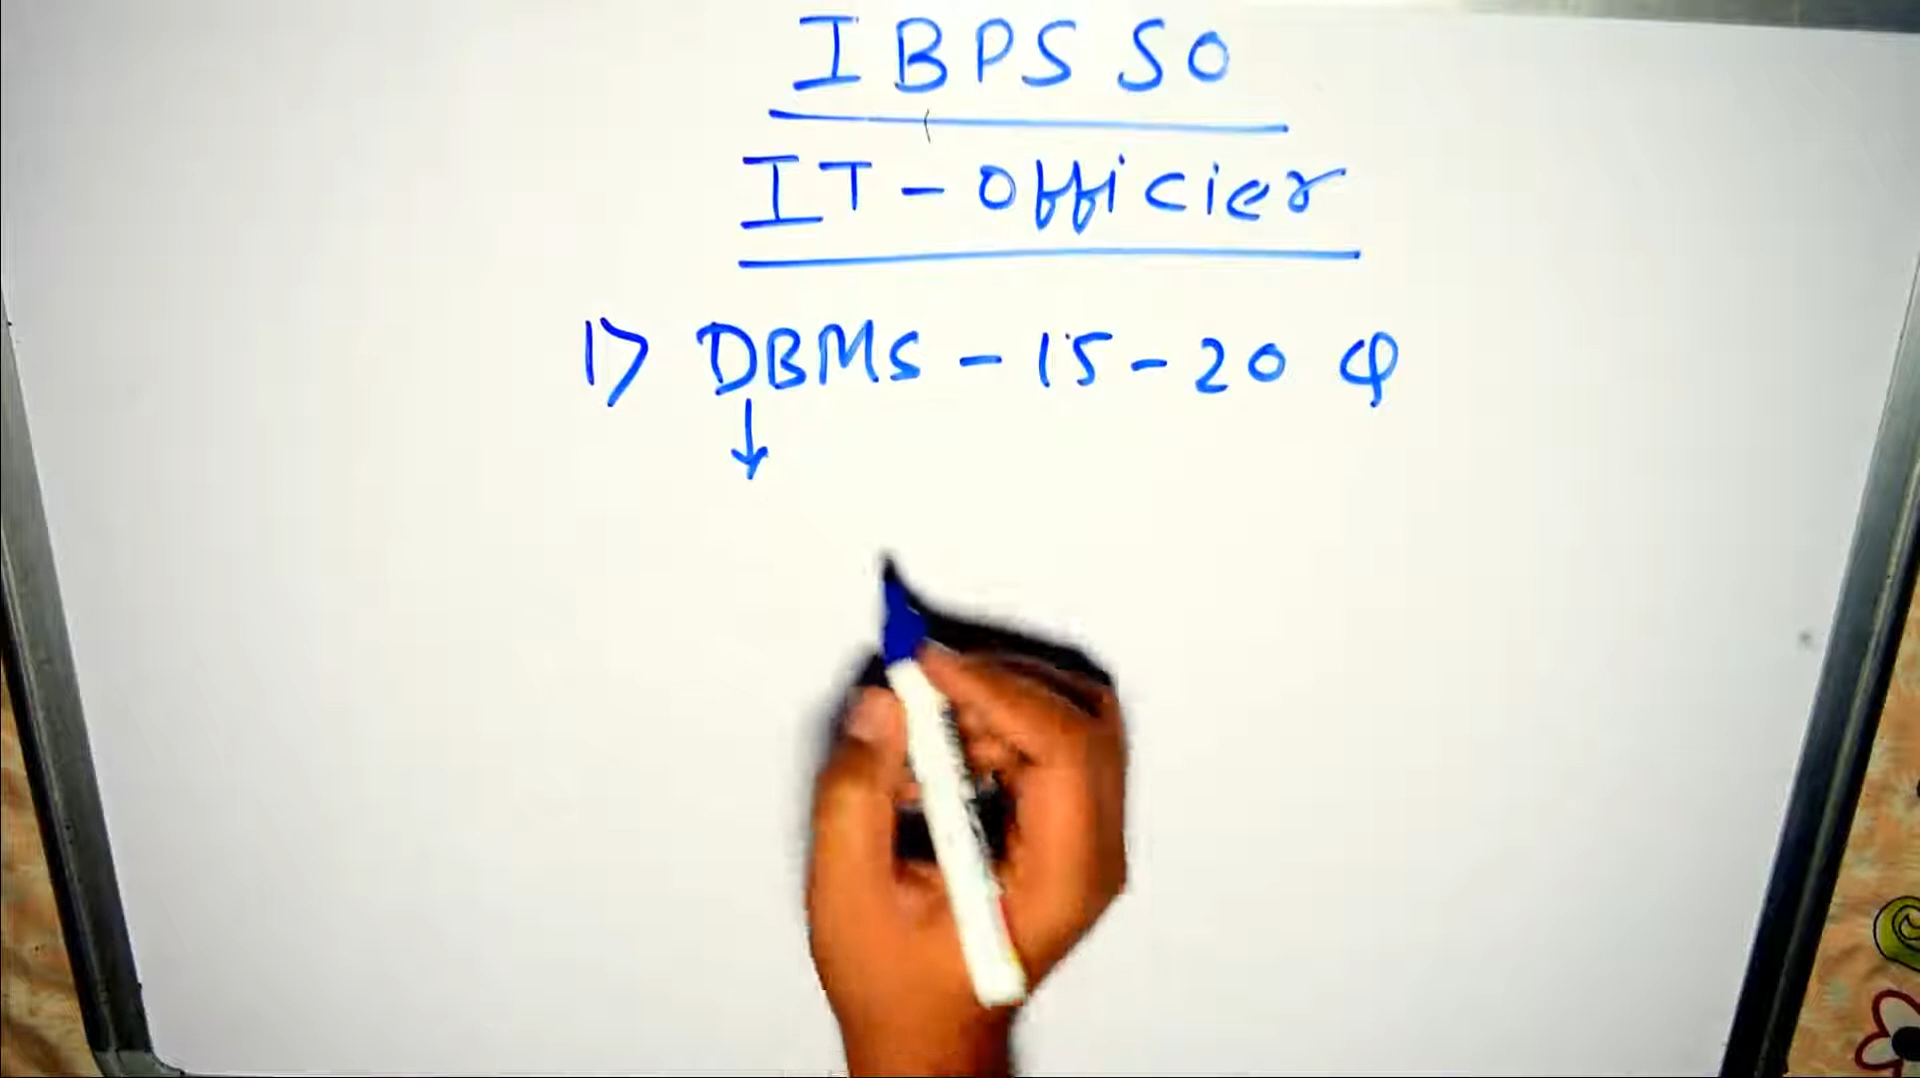 IBPS SO
IT - Officier
1) DBMS - 15 - 20 Q